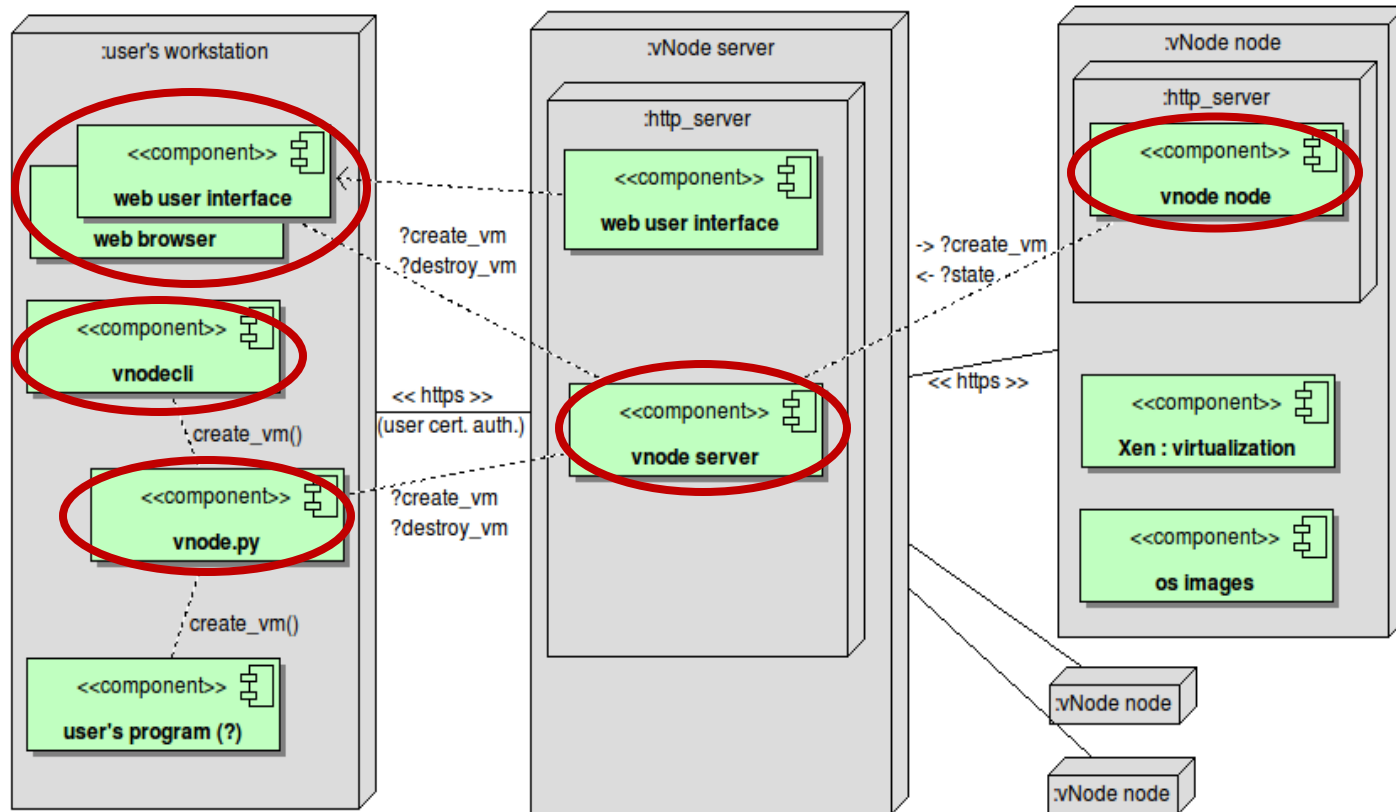 :user's workstation
<<component>>
web user interface
web browser
<<component>>
vnodecli
create_vm()
<<component>>
vnode.py
create_vm()
<<component>>
user's program (?)
?create_vm
?destroy_vm
<< https >>
(user cert. auth.)
?create_vm
?destroy_vm
:vNode server
:http_server
<<component>>
web user interface
<<component>>
vnode server
-> ?create_vm
<- ?state
<< https >>
:vNode node
:http_server
<<component>>
vnode node
<<component>>
Xen : virtualization
<<component>>
os images
:vNode node
:vNode node